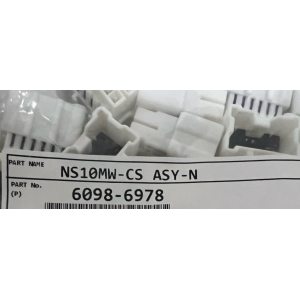 PART NAME NS10MW-CS ASY-N
PART No.
(P) 6098-6978